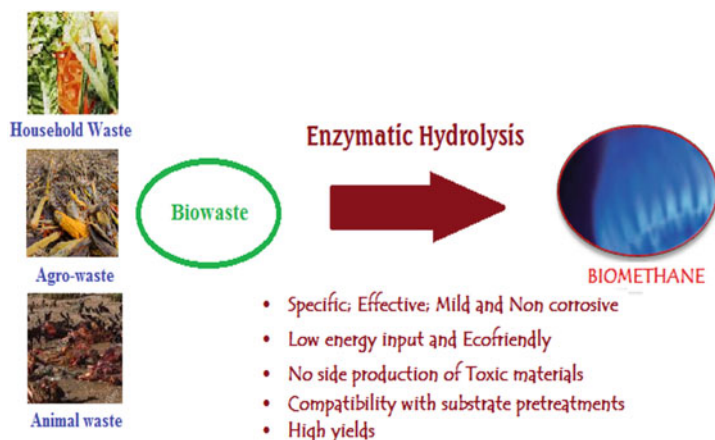 Household Waste
Agro-waste
Animal waste
Biowaste
Enzymatic Hydrolysis
BIOMETHANE
• Specific; Effective; Mild and Non corrosive
• Low energy input and Ecofriendly
• No side production of Toxic materials
• Compatibility with substrate pretreatments
• High yields